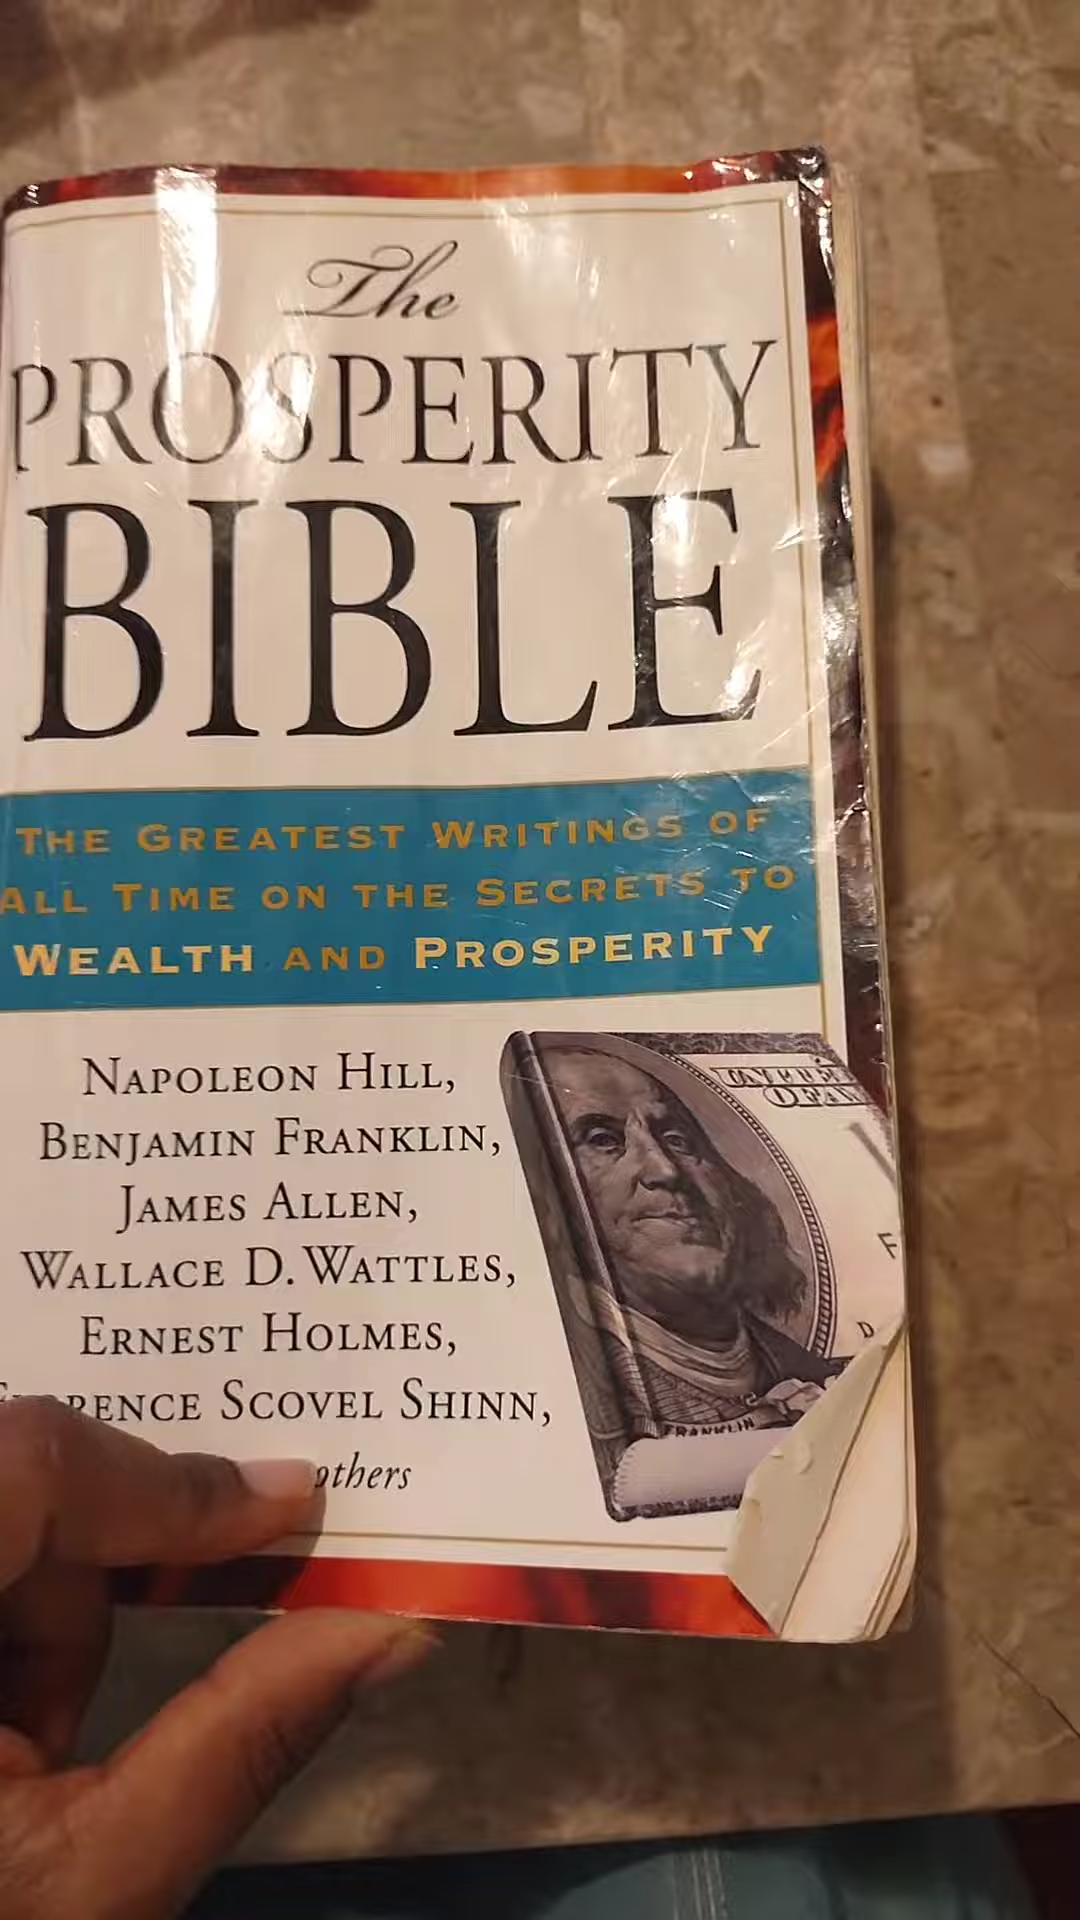 The
PROSPERITY
BIBLE
THE GREATEST WRITINGS OF
ALL TIME ON THE SECRETS TO
WEALTH AND PROSPERITY
NAPOLEON HILL,
BENJAMIN FRANKLIN,
JAMES ALLEN,
WALLACE D. WATTLES,
ERNEST HOLMES,
SCOVEL SHINN,
others
F
D
FRANKLIN